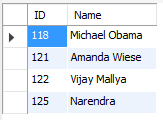 ID Name
118 Michael Obama
121 Amanda Wiese
122 Vijay Mallya
125 Narendra